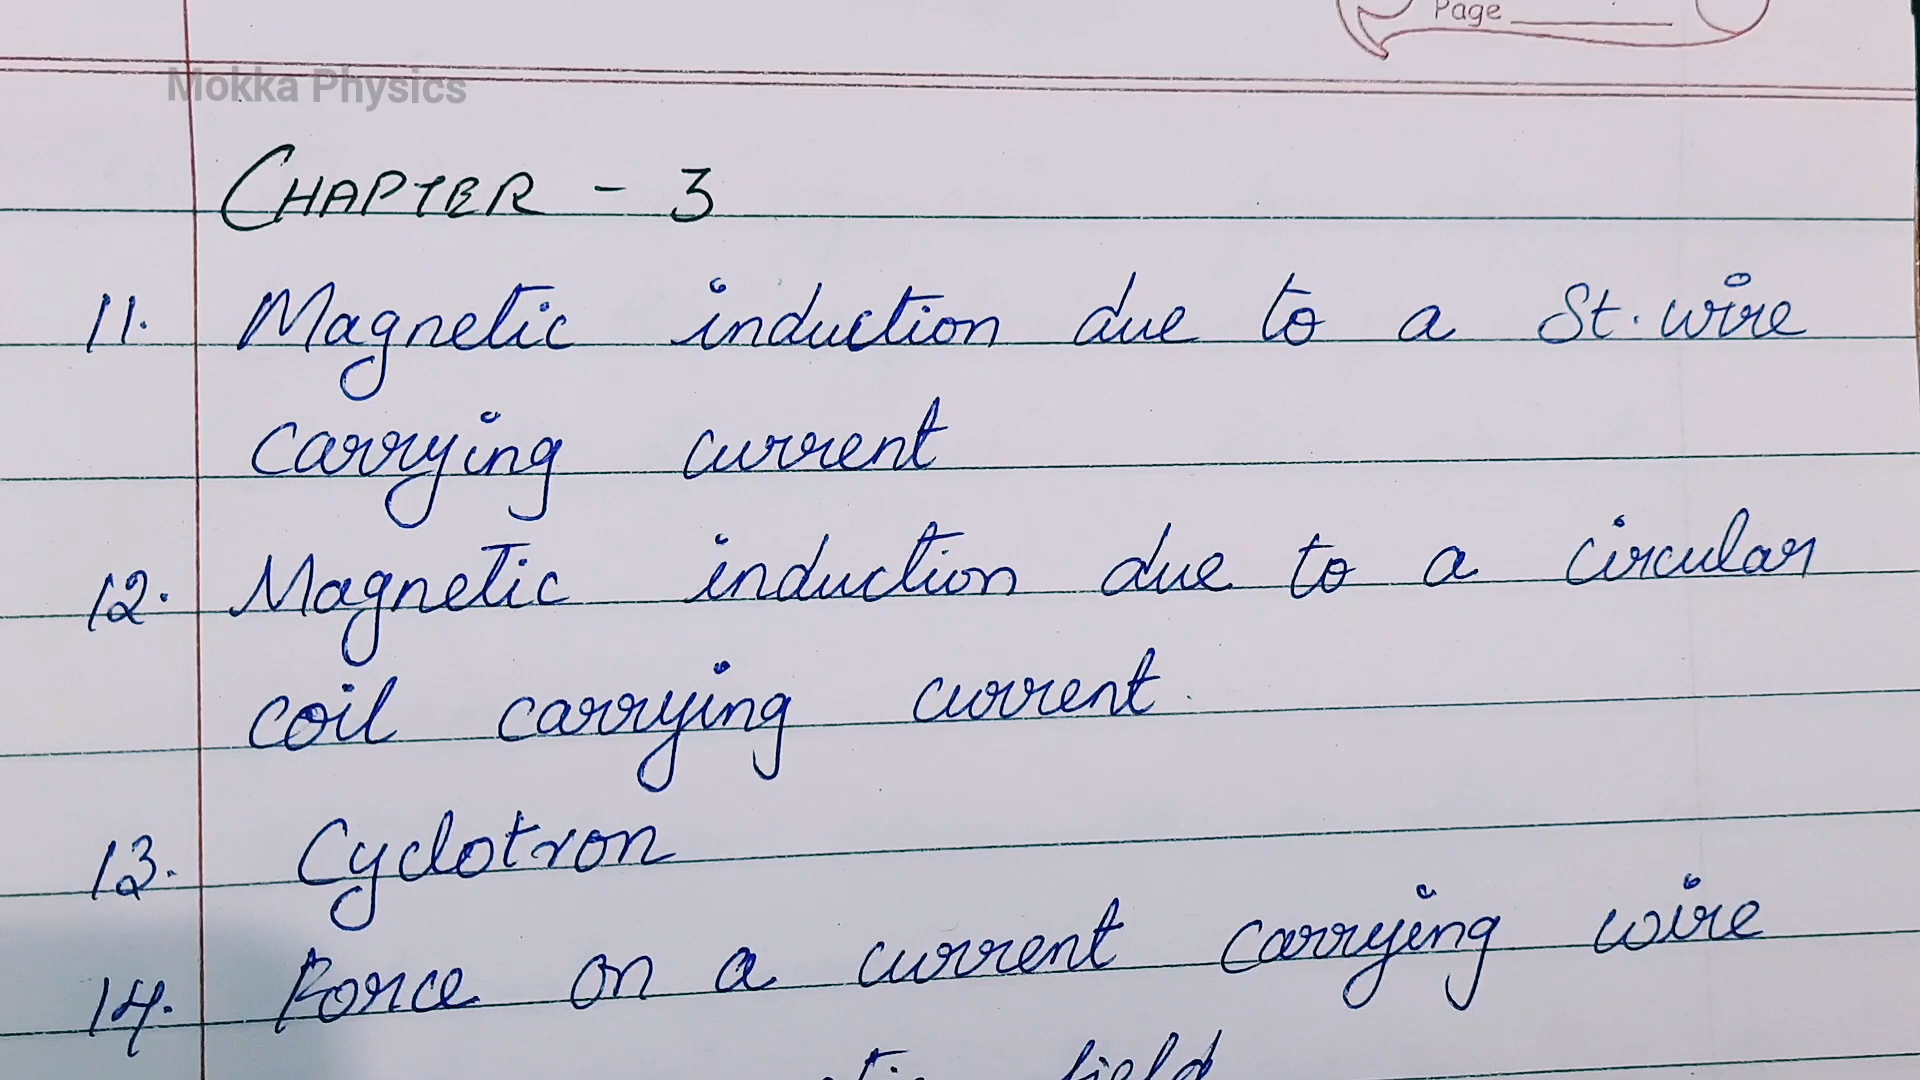 Page
Mokka Physics
CHAPTER - 3
11. Magnetic induction due to a St. wire
carrying current
12. Magnetic induction due to a circular
coil carrying current.
13. Cyclotron
14. Force on a current carrying wire
field